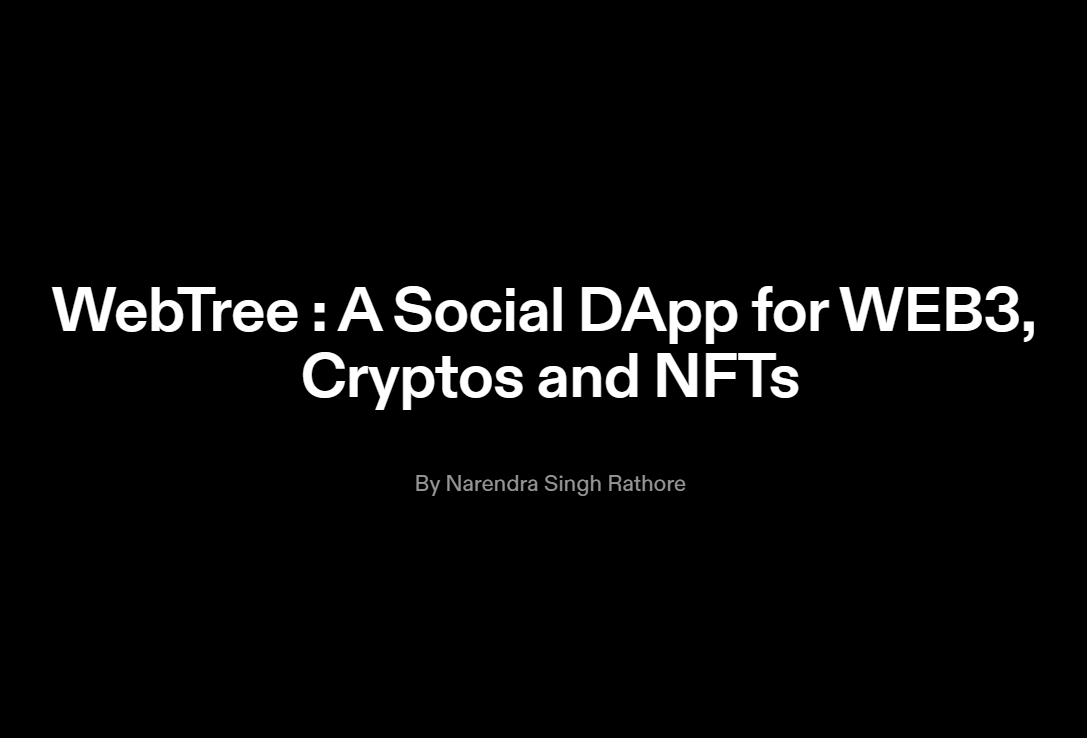 WebTree : A Social DApp for WEB3,
Cryptos and NFTs
By Narendra Singh Rathore